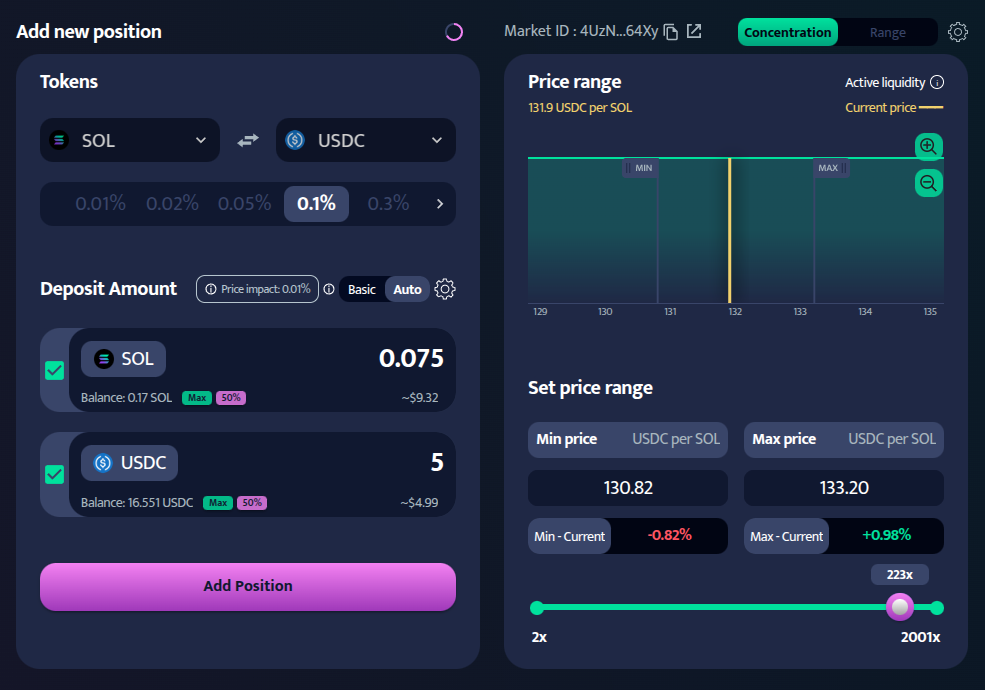 Add new position
Market ID : 4UzN...64Xy
Concentration
Range
Tokens
SOL
USDC
0.01% 0.02% 0.05% 0.1% 0.3%
Deposit Amount
Price impact: 0.01%
Basic
Auto
SOL
0.075
Balance: 0.17 SOL Max 50%
~$9.32
USDC
5
Balance: 16.551 USDC Max 50%
~$4.99
Add Position
Price range
Active liquidity
131.9 USDC per SOL
Current price
MIN
MAX
129 130 131 132 133 134 135
Set price range
Min price USDC per SOL
Max price USDC per SOL
130.82
133.20
Min - Current -0.82%
Max - Current +0.98%
223x
2x
2001x